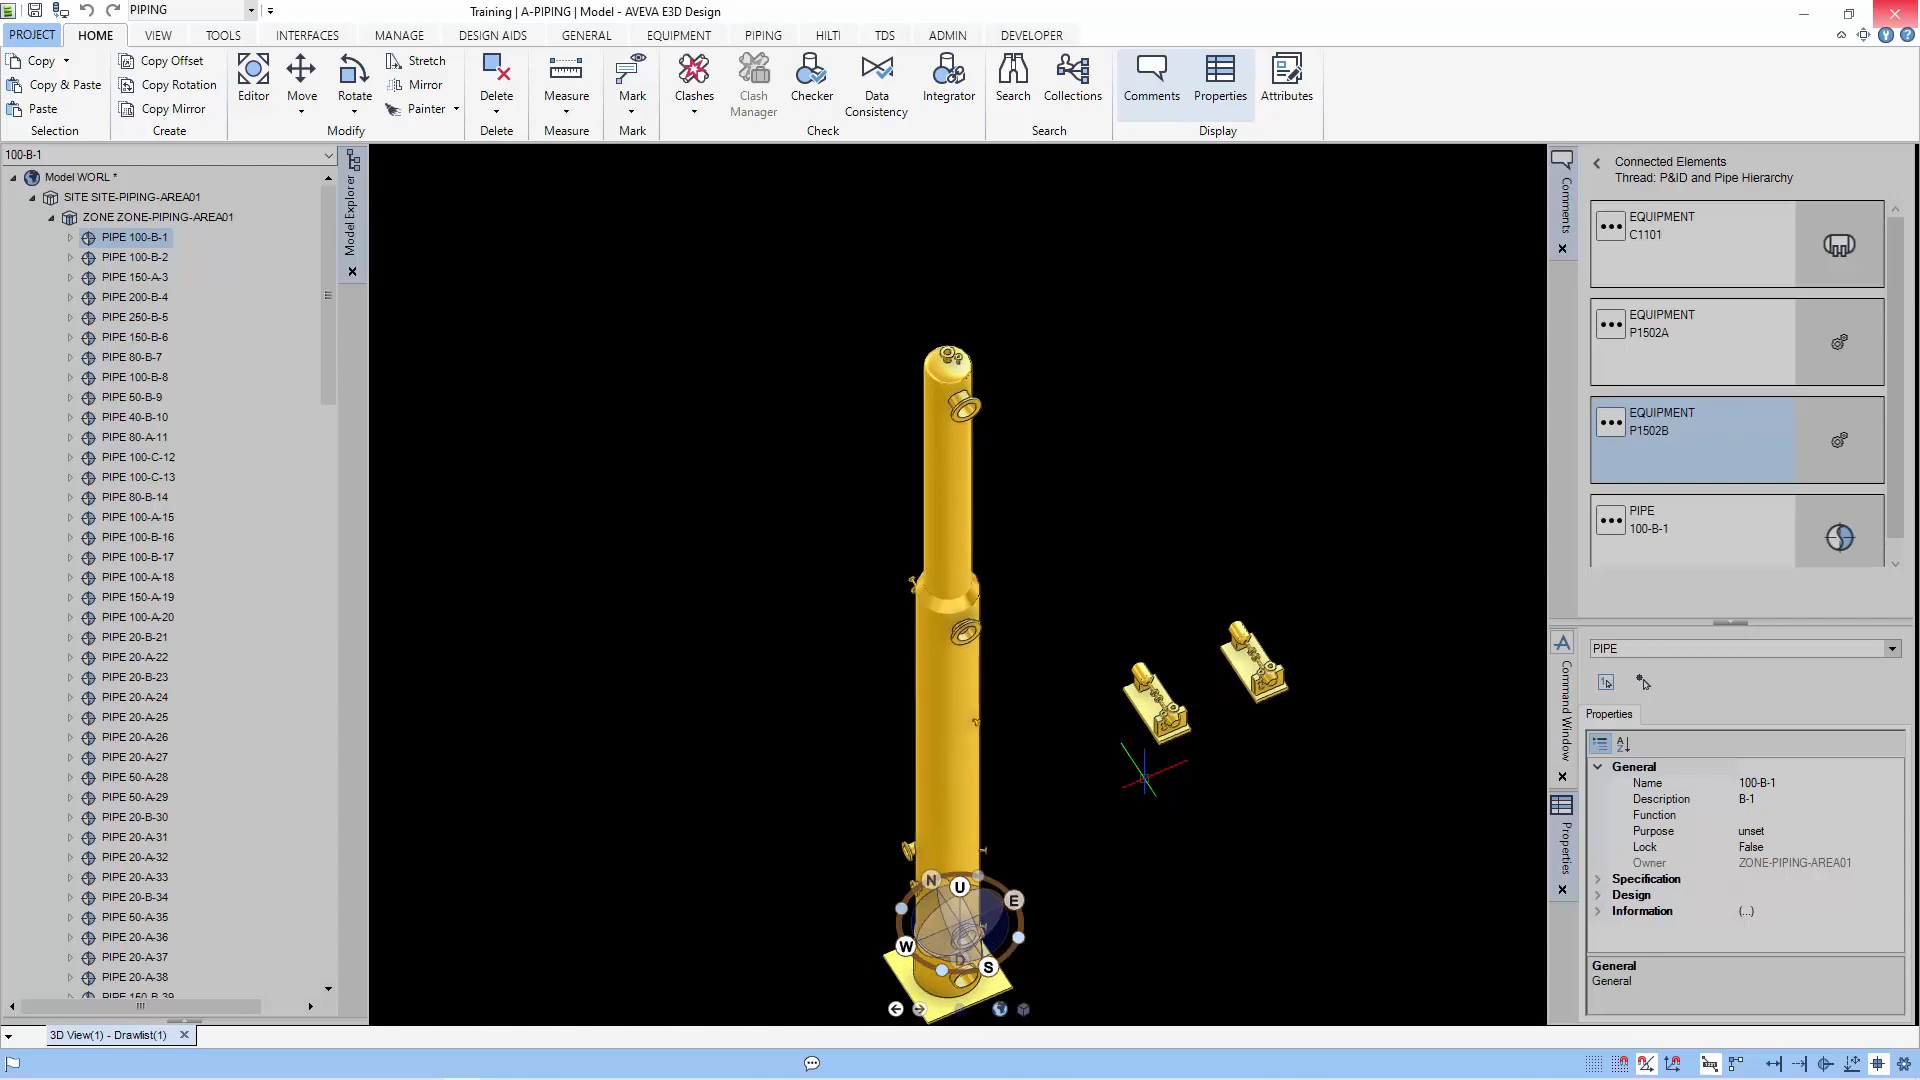 PIPING
Training | A-PIPING | Model - AVEVA E3D Design
PROJECT HOME VIEW TOOLS INTERFACES MANAGE DESIGN AIDS GENERAL EQUIPMENT PIPING HILTI TDS ADMIN DEVELOPER
Copy Copy Offset Stretch
Copy & Paste Copy Rotation Mirror
Paste Copy Mirror Painter
Editor Move Rotate Delete Measure Mark Clashes Clash Manager Checker Data Consistency Integrator Search Collections Comments Properties Attributes
Selection Create Modify Delete Measure Mark Check Search Display
100-B-1
Model WORL *
SITE SITE-PIPING-AREA01
ZONE ZONE-PIPING-AREA01
PIPE 100-B-1
PIPE 100-B-2
PIPE 150-A-3
PIPE 200-B-4
PIPE 250-B-5
PIPE 150-B-6
PIPE 80-B-7
PIPE 100-B-8
PIPE 50-B-9
PIPE 40-B-10
PIPE 80-A-11
PIPE 100-C-12
PIPE 100-C-13
PIPE 80-B-14
PIPE 100-A-15
PIPE 100-B-16
PIPE 100-B-17
PIPE 100-A-18
PIPE 150-A-19
PIPE 100-A-20
PIPE 20-B-21
PIPE 20-A-22
PIPE 20-B-23
PIPE 20-A-24
PIPE 20-A-25
PIPE 20-A-26
PIPE 20-A-27
PIPE 50-A-28
PIPE 50-A-29
PIPE 20-B-30
PIPE 20-A-31
PIPE 20-A-32
PIPE 20-A-33
PIPE 20-B-34
PIPE 50-A-35
PIPE 20-A-36
PIPE 20-A-37
PIPE 20-A-38
PIPE 150-B-39
Model Explorer
N U E
W D S
Comments
Connected Elements
Thread: P&ID and Pipe Hierarchy
EQUIPMENT
C1101
EQUIPMENT
P1502A
EQUIPMENT
P1502B
PIPE
100-B-1
Command Window
Properties
PIPE
Properties
General
Name 100-B-1
Description B-1
Function
Purpose unset
Lock False
Owner ZONE-PIPING-AREA01
Specification
Design
Information (...)
General
General
3D View(1) - Drawlist(1)